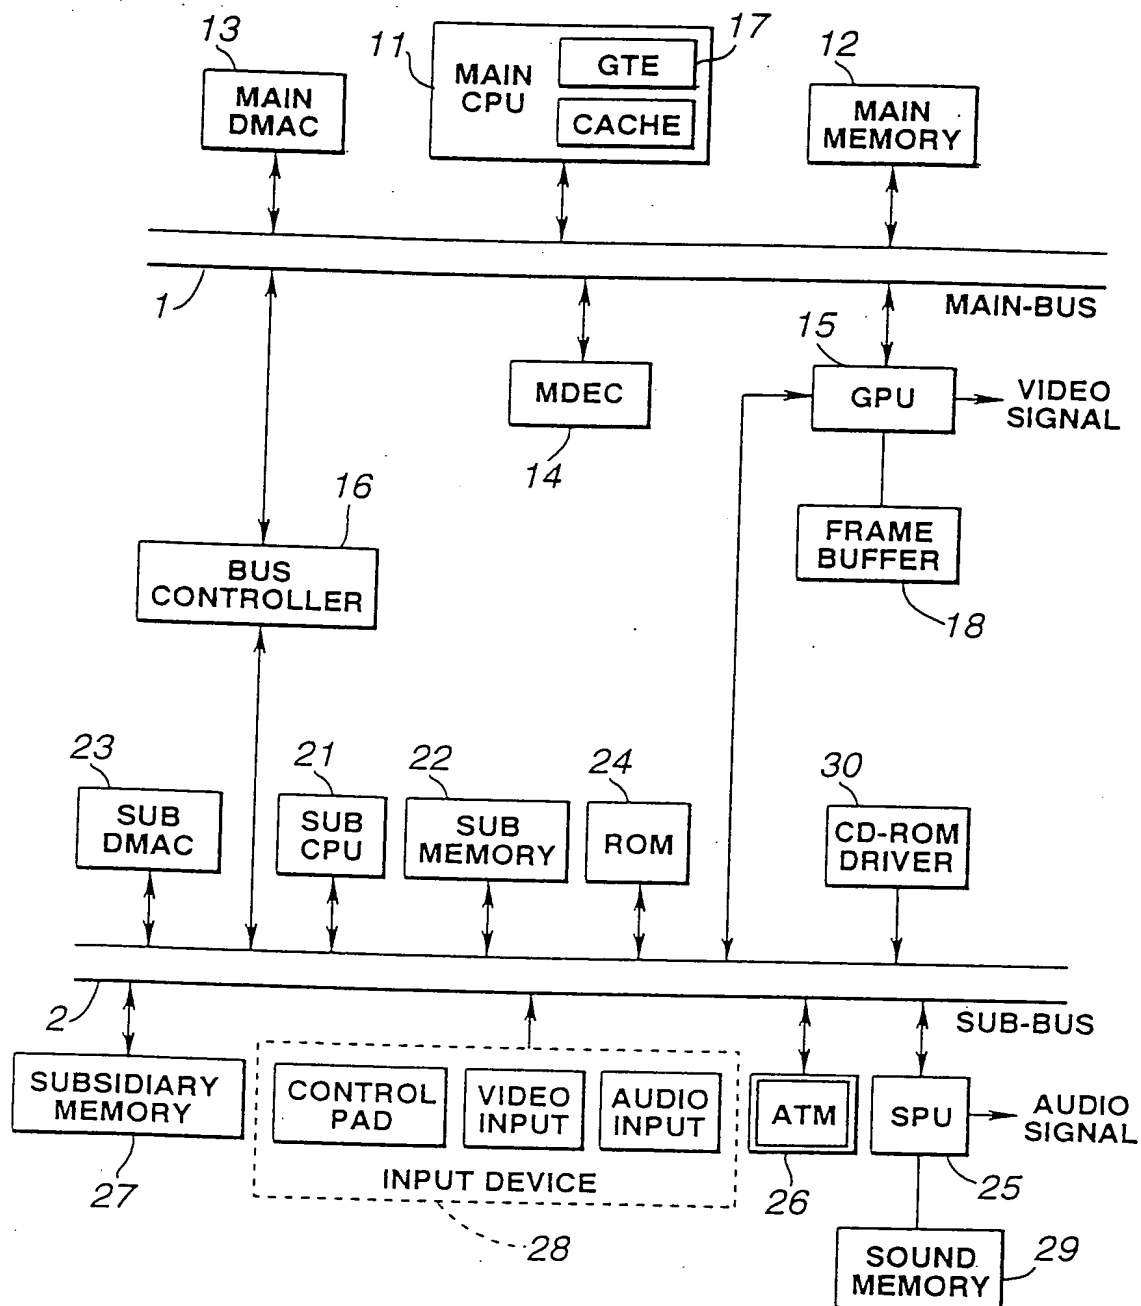 13
11
17
12
MAIN
DMAC
MAIN
CPU
GTE
CACHE
MAIN
MEMORY
1
MAIN-BUS
15
MDEC
14
GPU
VIDEO
SIGNAL
16
BUS
CONTROLLER
FRAME
BUFFER
18
23
21
22
24
30
SUB
DMAC
SUB
CPU
SUB
MEMORY
ROM
CD-ROM
DRIVER
2
SUB-BUS
SUBSIDIARY
MEMORY
27
CONTROL
PAD
VIDEO
INPUT
AUDIO
INPUT
INPUT DEVICE
28
ATM
26
SPU
25
AUDIO
SIGNAL
SOUND
MEMORY
29